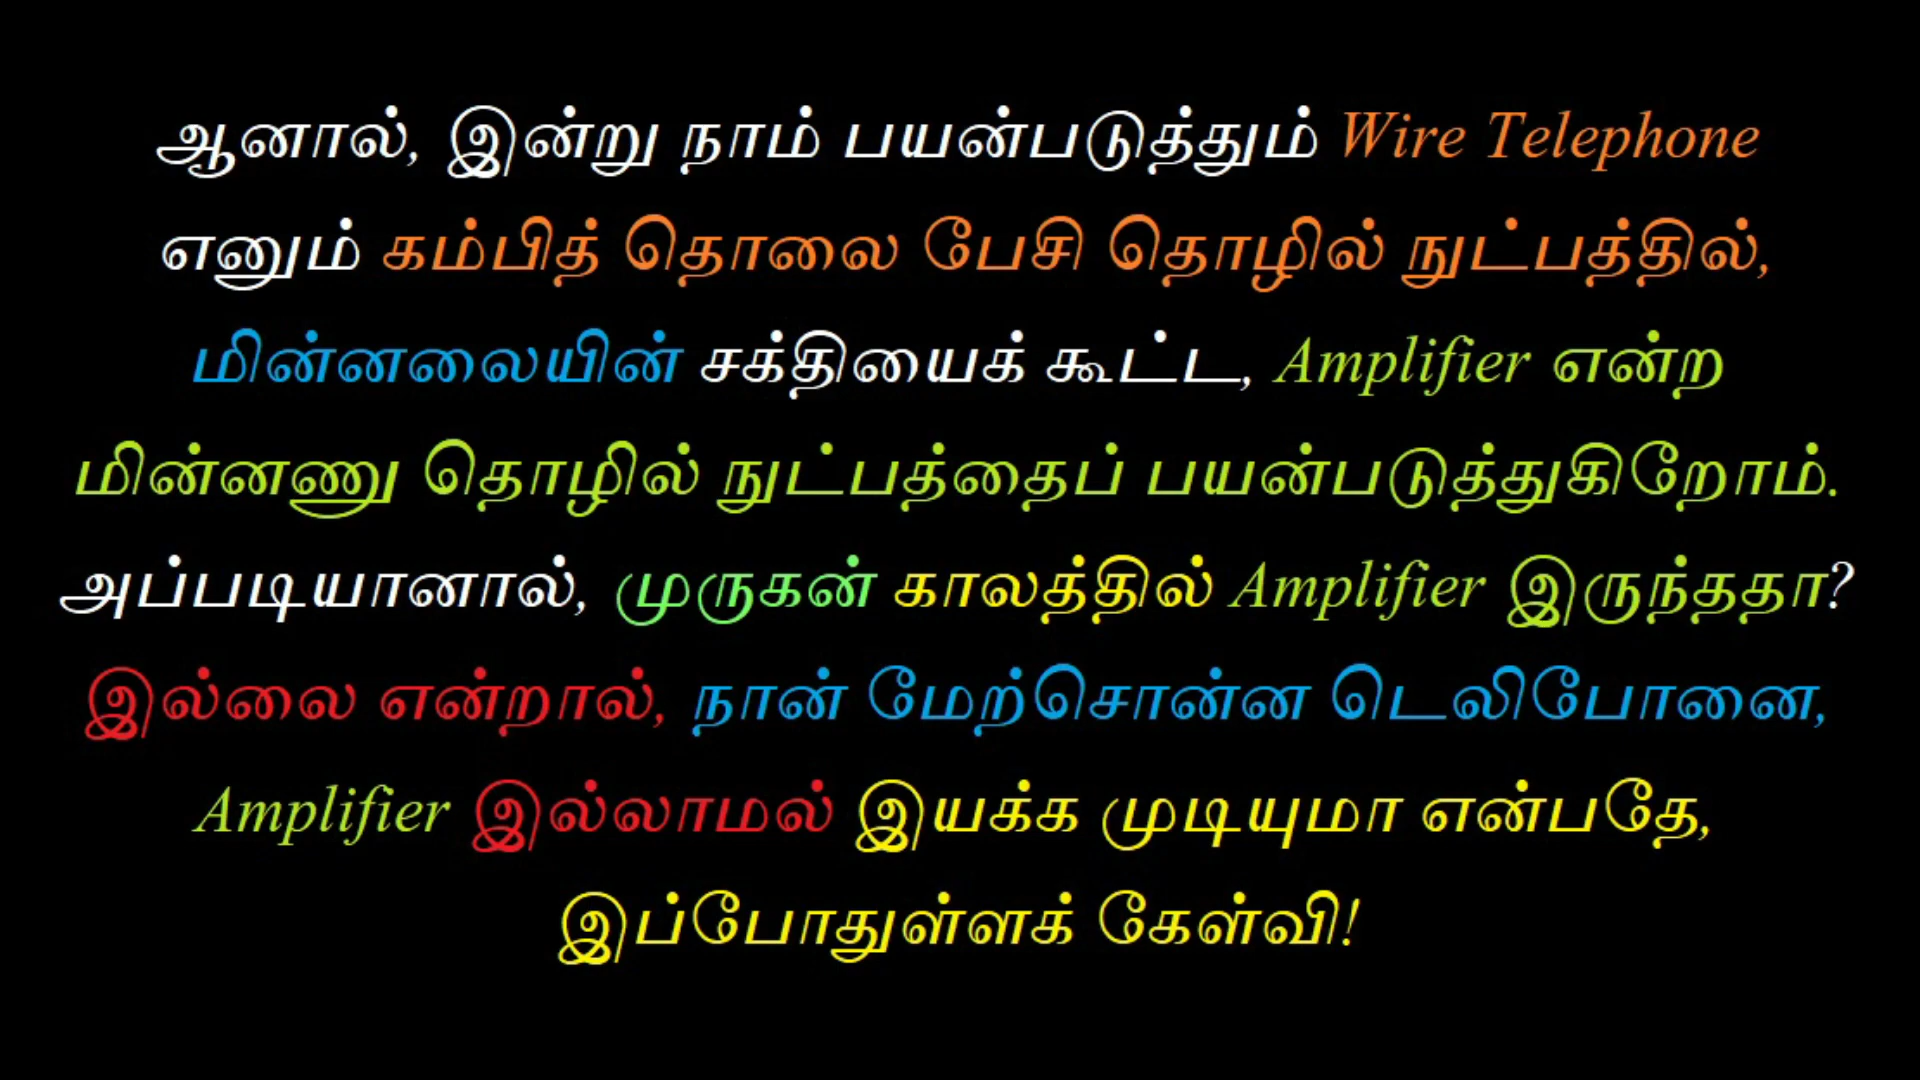 ஆனால், இன்று நாம் பயன்படுத்தும் Wire Telephone
எனும் கம்பித் தொலை பேசி தொழில் நுட்பத்தில்,
மின்னலையின் சக்தியைக் கூட்ட, Amplifier என்ற
மின்னணு தொழில் நுட்பத்தைப் பயன்படுத்துகிறோம்.
அப்படியானால், முருகன் காலத்தில் Amplifier இருந்ததா?
இல்லை என்றால், நான் மேற்சொன்ன டெலிபோனை,
Amplifier இல்லாமல் இயக்க முடியுமா என்பதே,
இப்போதுள்ளக் கேள்வி!